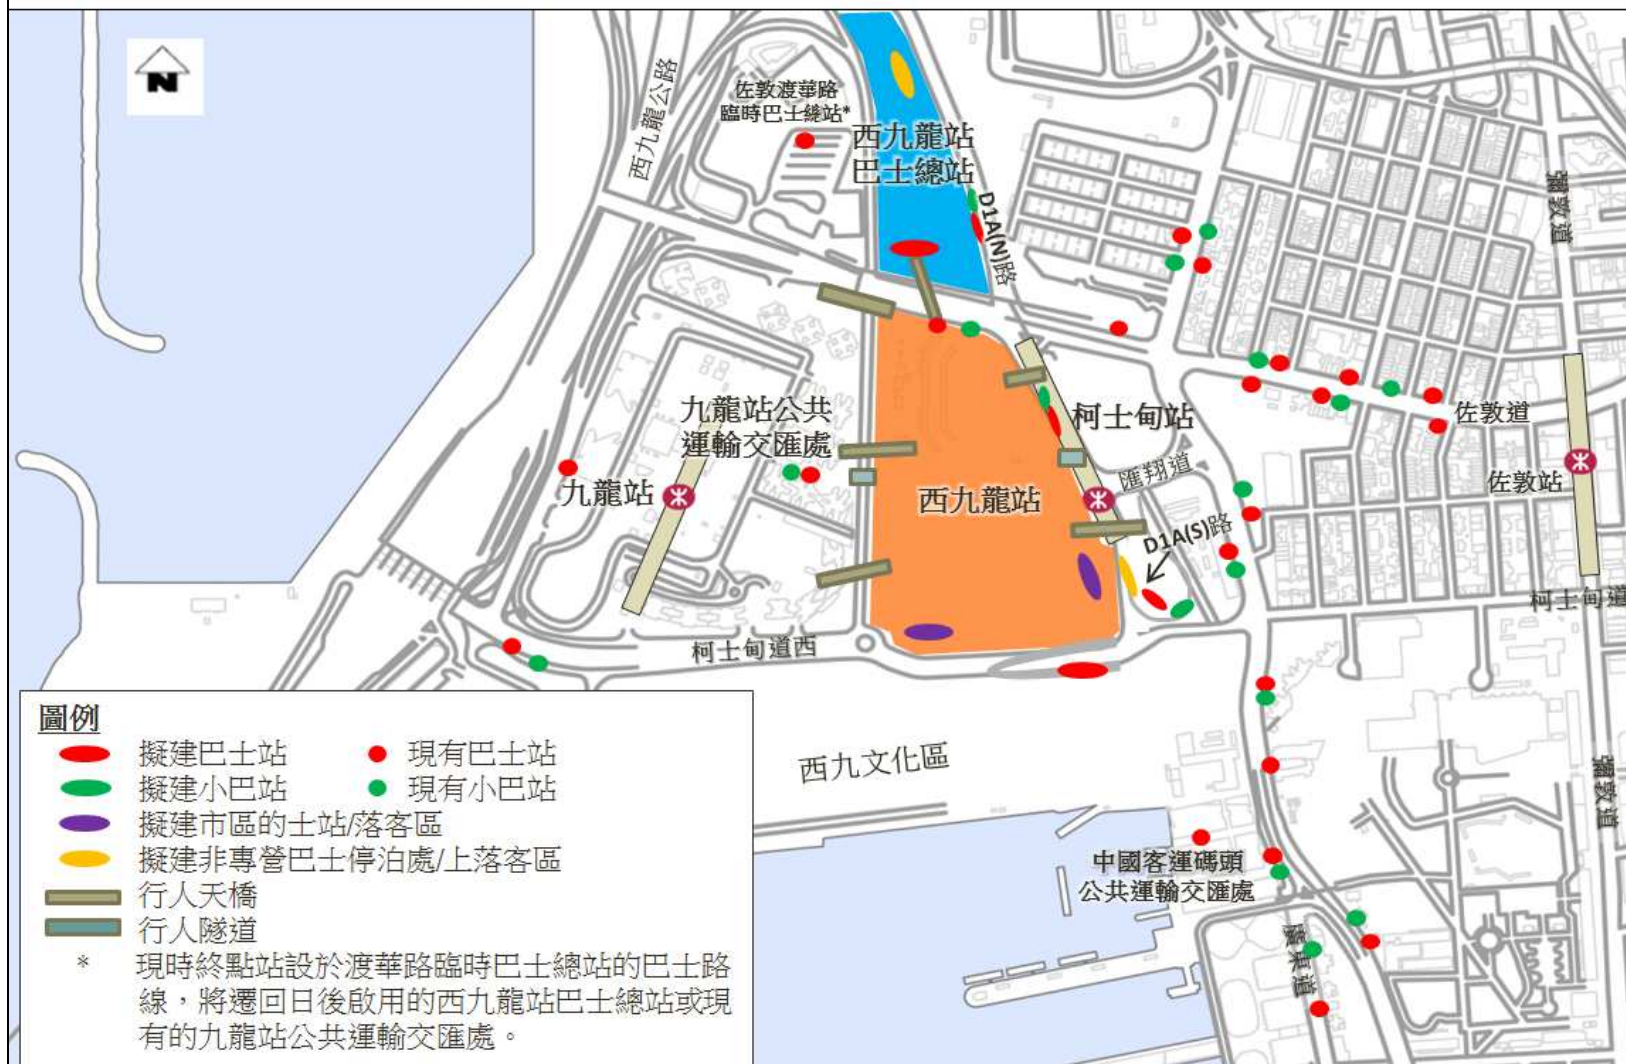 N
西九龍公路
佐敦渡華路
臨時巴士總站*
西九龍站
巴士總站
D1A(N)路
彌敦道
九龍站公共
運輸交匯處
柯士甸站
佐敦道
九龍站
西九龍站
匯翔道
佐敦站
D1A(S)路
柯士甸道
柯士甸道西
西九文化區
彌敦道
中國客運碼頭
公共運輸交匯處
廣東道
圖例
擬建巴士站
現有巴士站
擬建小巴站
現有小巴站
擬建市區的士站/落客區
擬建非專營巴士停泊處/上落客區
行人天橋
行人隧道
* 現時終點站設於渡華路臨時巴士總站的巴士路
線，將遷回日後啟用的西九龍站巴士總站或現
有的九龍站公共運輸交匯處。